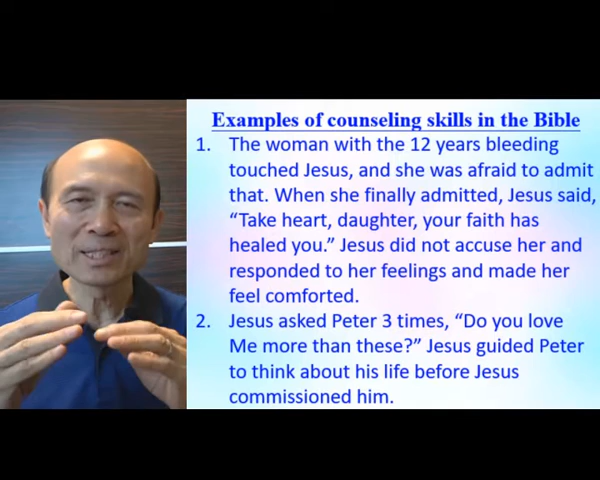 Examples of counseling skills in the Bible
1. The woman with the 12 years bleeding
touched Jesus, and she was afraid to admit
that. When she finally admitted, Jesus said,
“Take heart, daughter, your faith has
healed you.” Jesus did not accuse her and
responded to her feelings and made her
feel comforted.
2. Jesus asked Peter 3 times, “Do you love
Me more than these?” Jesus guided Peter
to think about his life before Jesus
commissioned him.